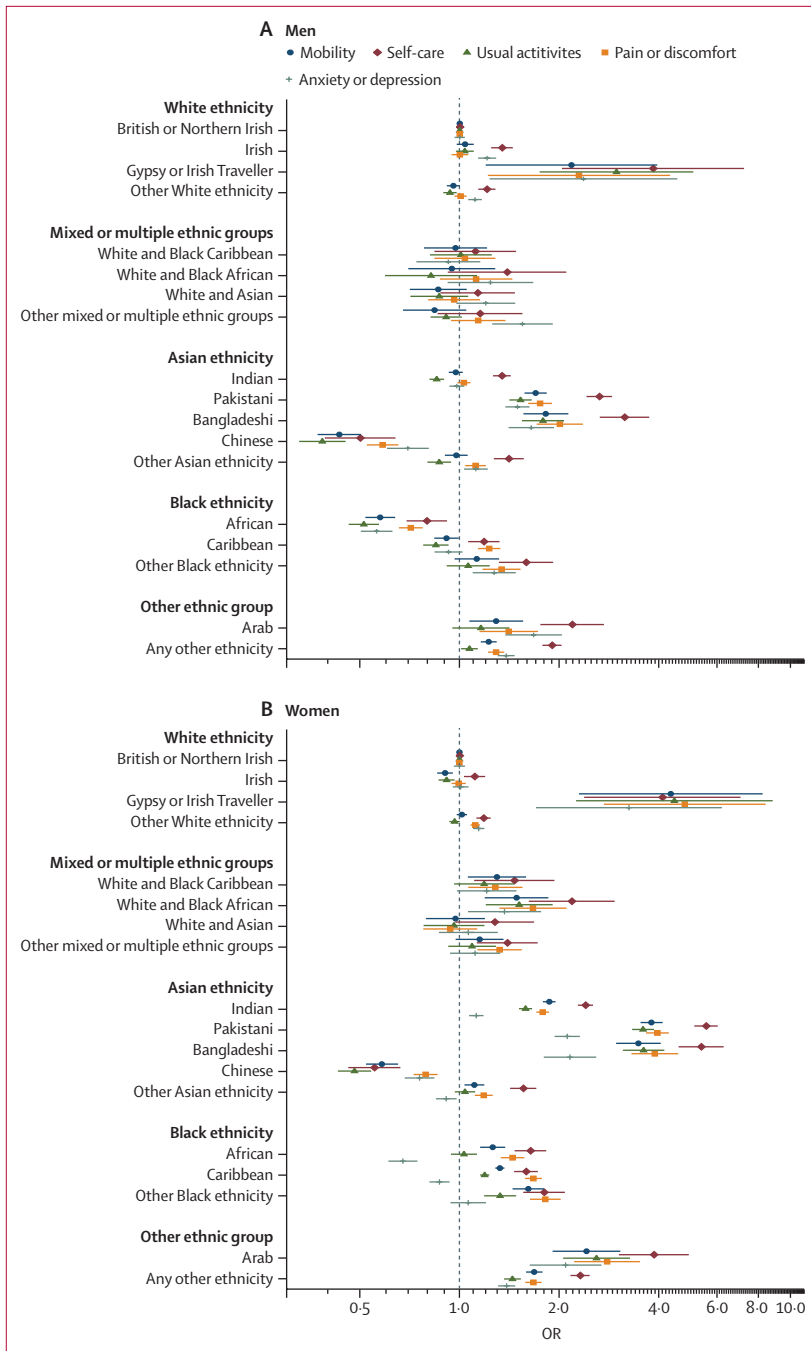 A Men
Mobility Self-care Usual actitivites Pain or discomfort
Anxiety or depression
White ethnicity
British or Northern Irish
Irish
Gypsy or Irish Traveller
Other White ethnicity
Mixed or multiple ethnic groups
White and Black Caribbean
White and Black African
White and Asian
Other mixed or multiple ethnic groups
Asian ethnicity
Indian
Pakistani
Bangladeshi
Chinese
Other Asian ethnicity
Black ethnicity
African
Caribbean
Other Black ethnicity
Other ethnic group
Arab
Any other ethnicity
B Women
White ethnicity
British or Northern Irish
Irish
Gypsy or Irish Traveller
Other White ethnicity
Mixed or multiple ethnic groups
White and Black Caribbean
White and Black African
White and Asian
Other mixed or multiple ethnic groups
Asian ethnicity
Indian
Pakistani
Bangladeshi
Chinese
Other Asian ethnicity
Black ethnicity
African
Caribbean
Other Black ethnicity
Other ethnic group
Arab
Any other ethnicity
0·5 1·0 2·0 4·0 6·0 8·0 10·0
OR